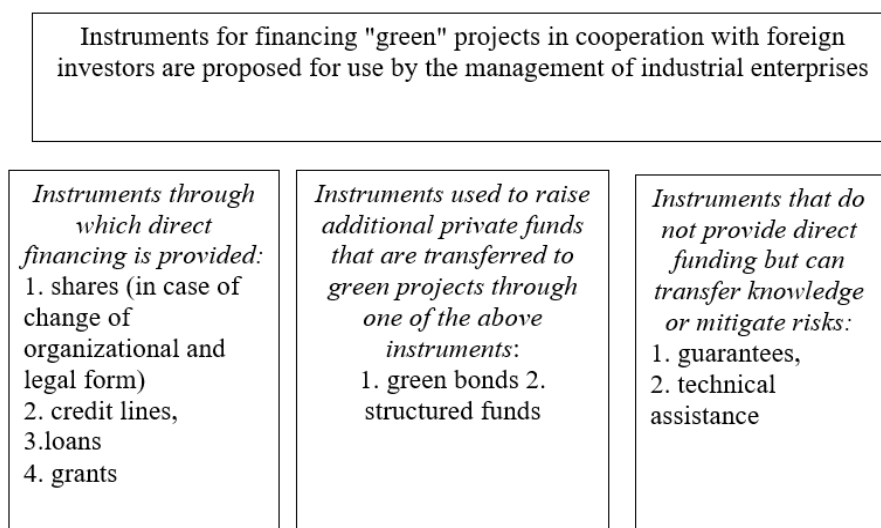 Instruments for financing "green" projects in cooperation with foreign
investors are proposed for use by the management of industrial enterprises
Instruments through
which direct
financing is provided:
1. shares (in case of
change of
organizational and
legal form)
2. credit lines,
3.loans
4. grants
Instruments used to raise
additional private funds
that are transferred to
green projects through
one of the above
instruments:
1. green bonds 2.
structured funds
Instruments that do
not provide direct
funding but can
transfer knowledge
or mitigate risks:
1. guarantees,
2. technical
assistance